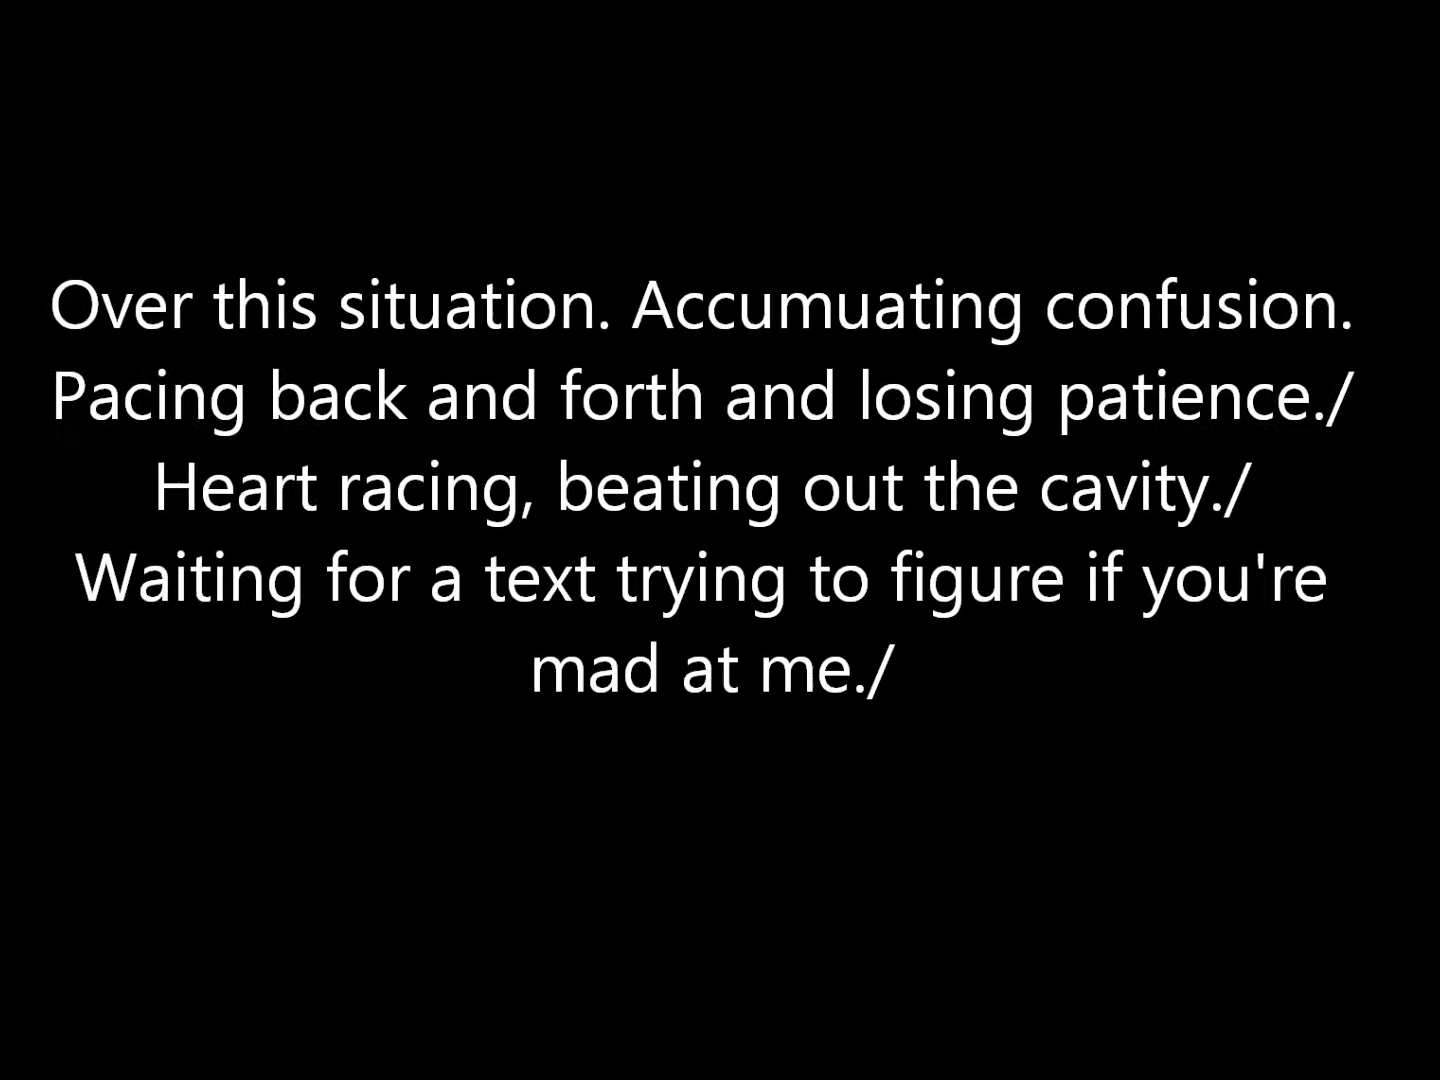 Over this situation. Accumuating confusion.
Pacing back and forth and losing patience./
Heart racing, beating out the cavity./
Waiting for a text trying to figure if you're
mad at me./